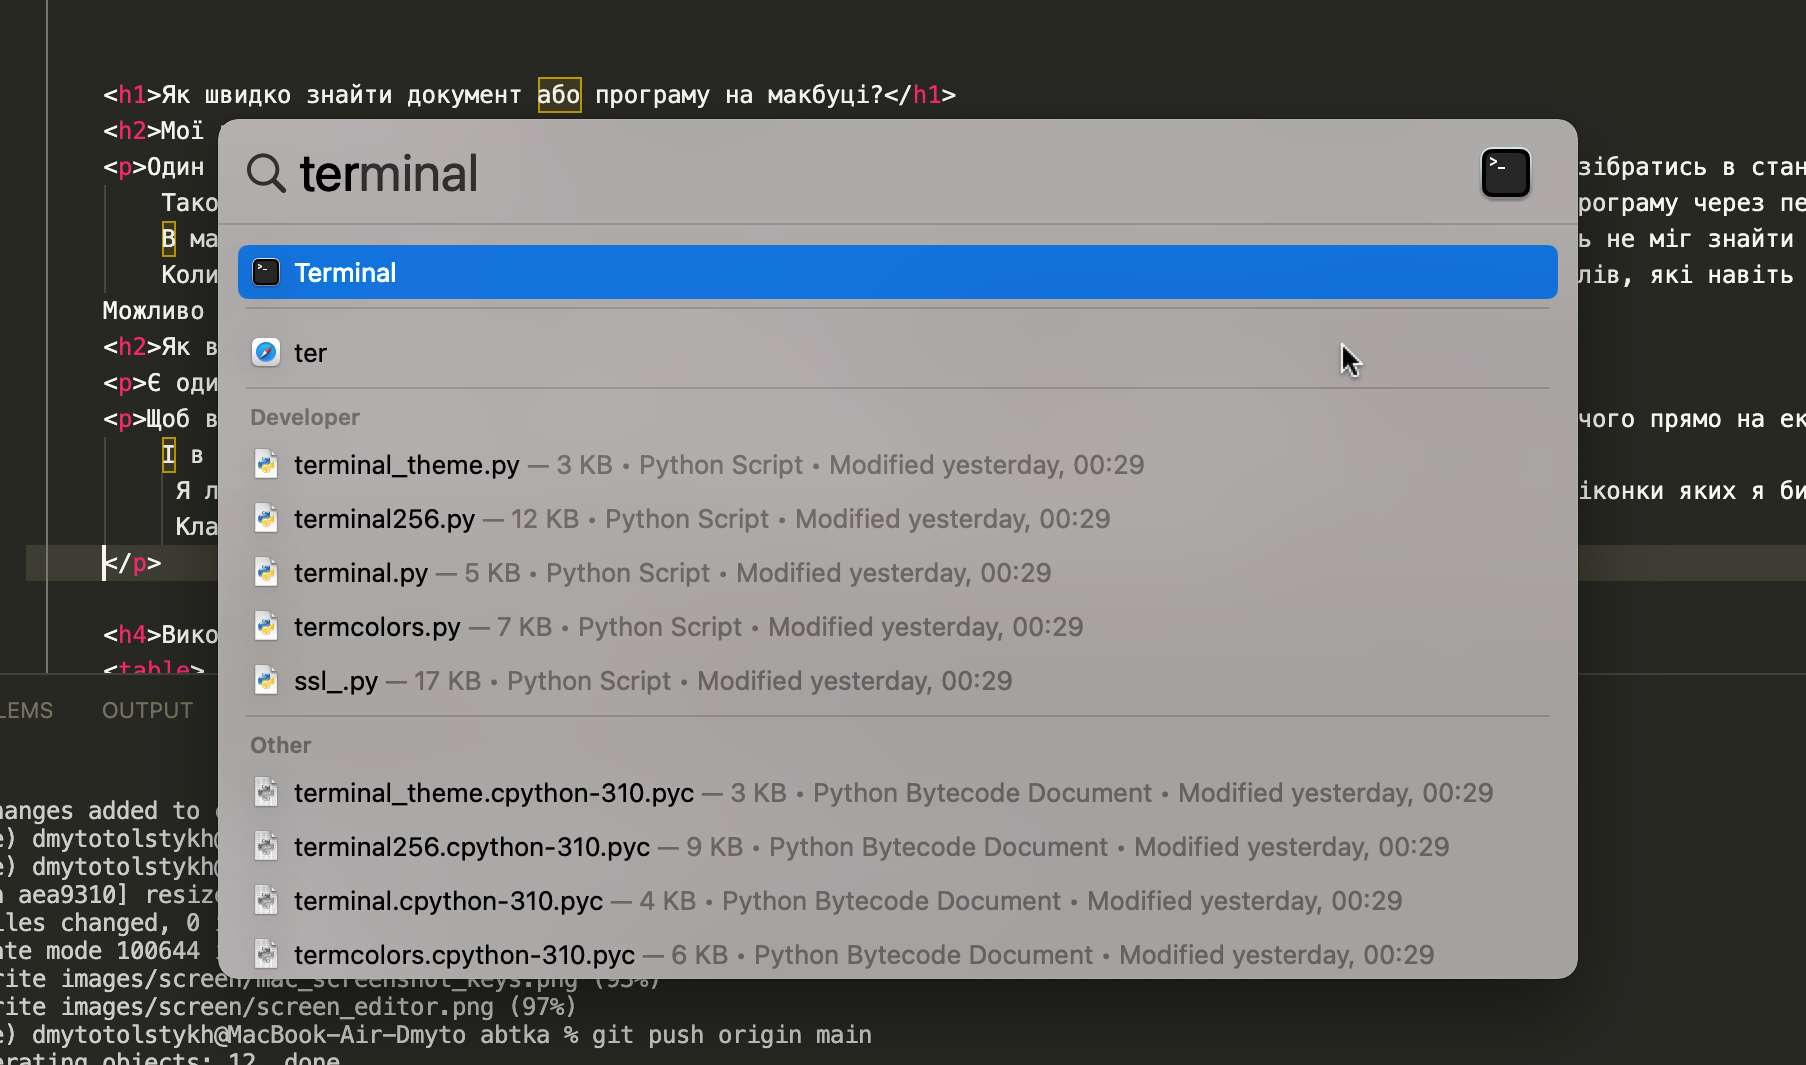 <h1>Як швидко знайти документ або програму на макбуці?</h1>
<h2>Мої
<p>Один зібратись в стан
Тако рограму через пе
В ма ь не міг знайти
Коли лів, які навіть
Можливо
<h2>Як в
<p>Є оди
<p>Щоб в чого прямо на ек
І в
Я л іконки яких я би
Кла
</p>
<h4>Вико
<table>
terminal
Terminal
ter
Developer
terminal_theme.py — 3 KB • Python Script • Modified yesterday, 00:29
terminal256.py — 12 KB • Python Script • Modified yesterday, 00:29
terminal.py — 5 KB • Python Script • Modified yesterday, 00:29
termcolors.py — 7 KB • Python Script • Modified yesterday, 00:29
ssl_.py — 17 KB • Python Script • Modified yesterday, 00:29
Other
terminal_theme.cpython-310.pyc — 3 KB • Python Bytecode Document • Modified yesterday, 00:29
terminal256.cpython-310.pyc — 9 KB • Python Bytecode Document • Modified yesterday, 00:29
terminal.cpython-310.pyc — 4 KB • Python Bytecode Document • Modified yesterday, 00:29
termcolors.cpython-310.pyc — 6 KB • Python Bytecode Document • Modified yesterday, 00:29
LEMS OUTPUT
anges added to
e) dmytotolstykh@
e) dmytotolstykh@
n aea9310] resize
iles changed, 0
ate mode 100644
rite images/screen/mac_screenshot_keys.png (95%)
rite images/screen/screen_editor.png (97%)
e) dmytotolstykh@MacBook-Air-Dmyto abtka % git push origin main
erating objects: 12, done